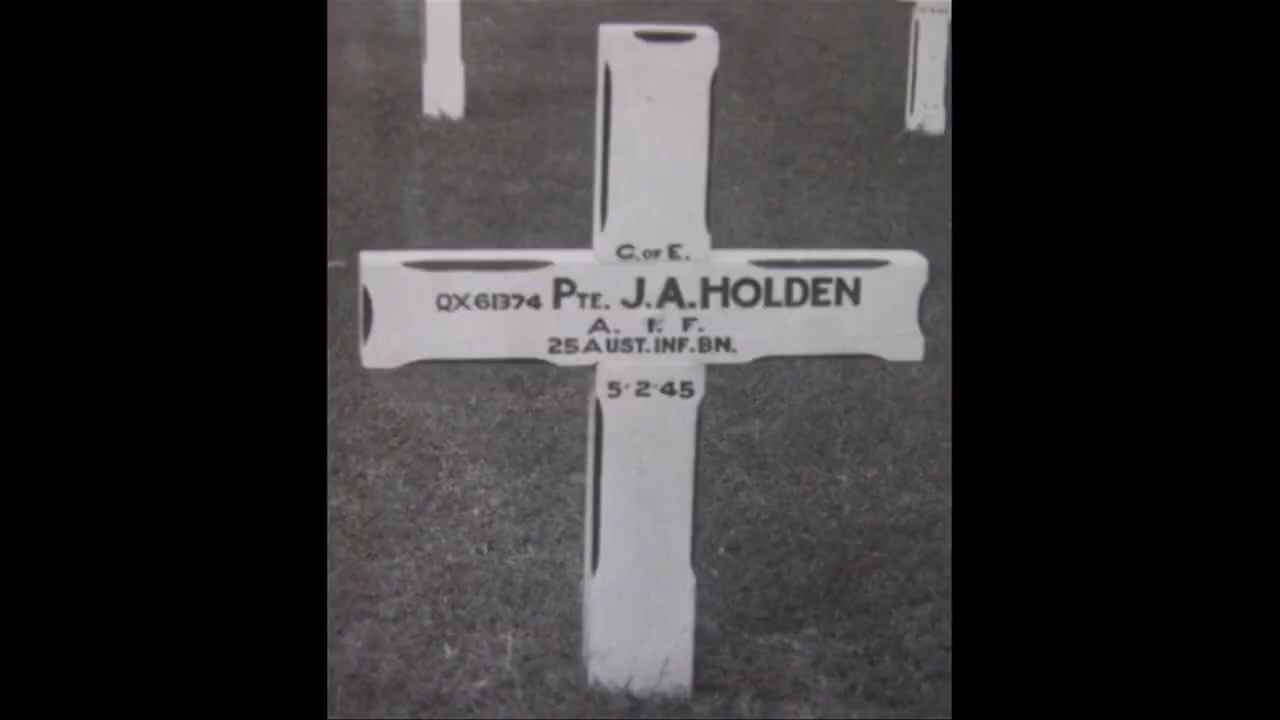 C. OF E.
QX61374 PTE. J.A. HOLDEN
A. I. F.
25 AUST. INF. BN.
5·2·45